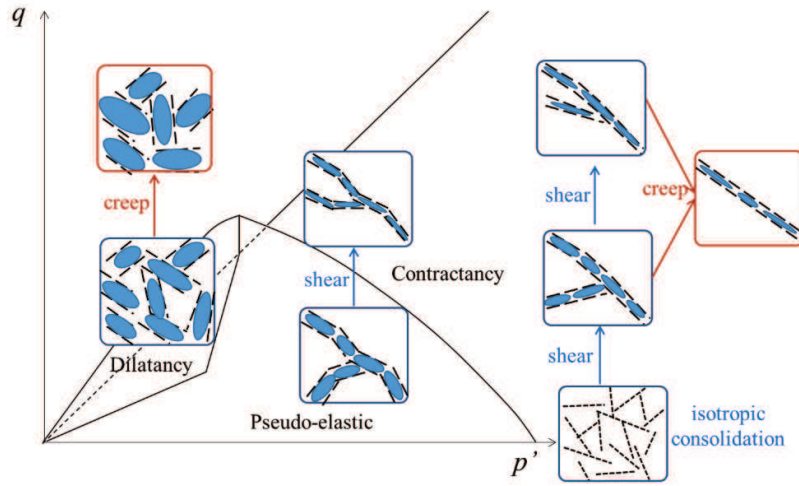 q
creep
shear
shear
creep
Contractancy
Dilatancy
shear
Pseudo-elastic
isotropic
consolidation
p’